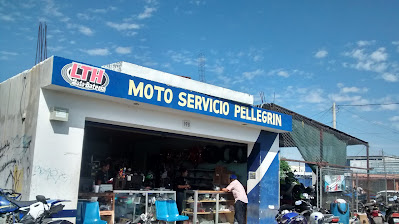 LTH
MOTO SERVICIO PELLEGRIN